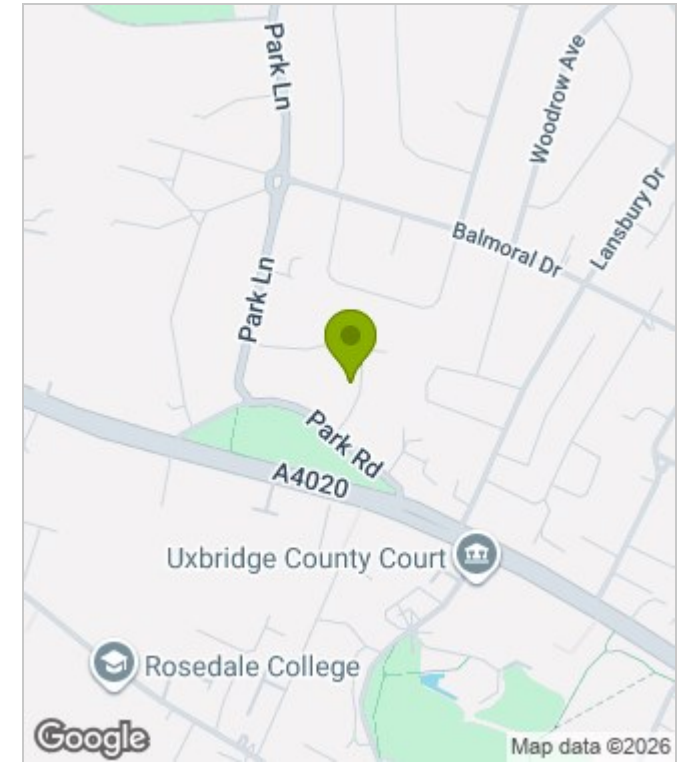 Park Ln
Woodrow Ave
Lansbury Dr
Balmoral Dr
Park Ln
Park Rd
A4020
Uxbridge County Court
Rosedale College
Google
Map data ©2026